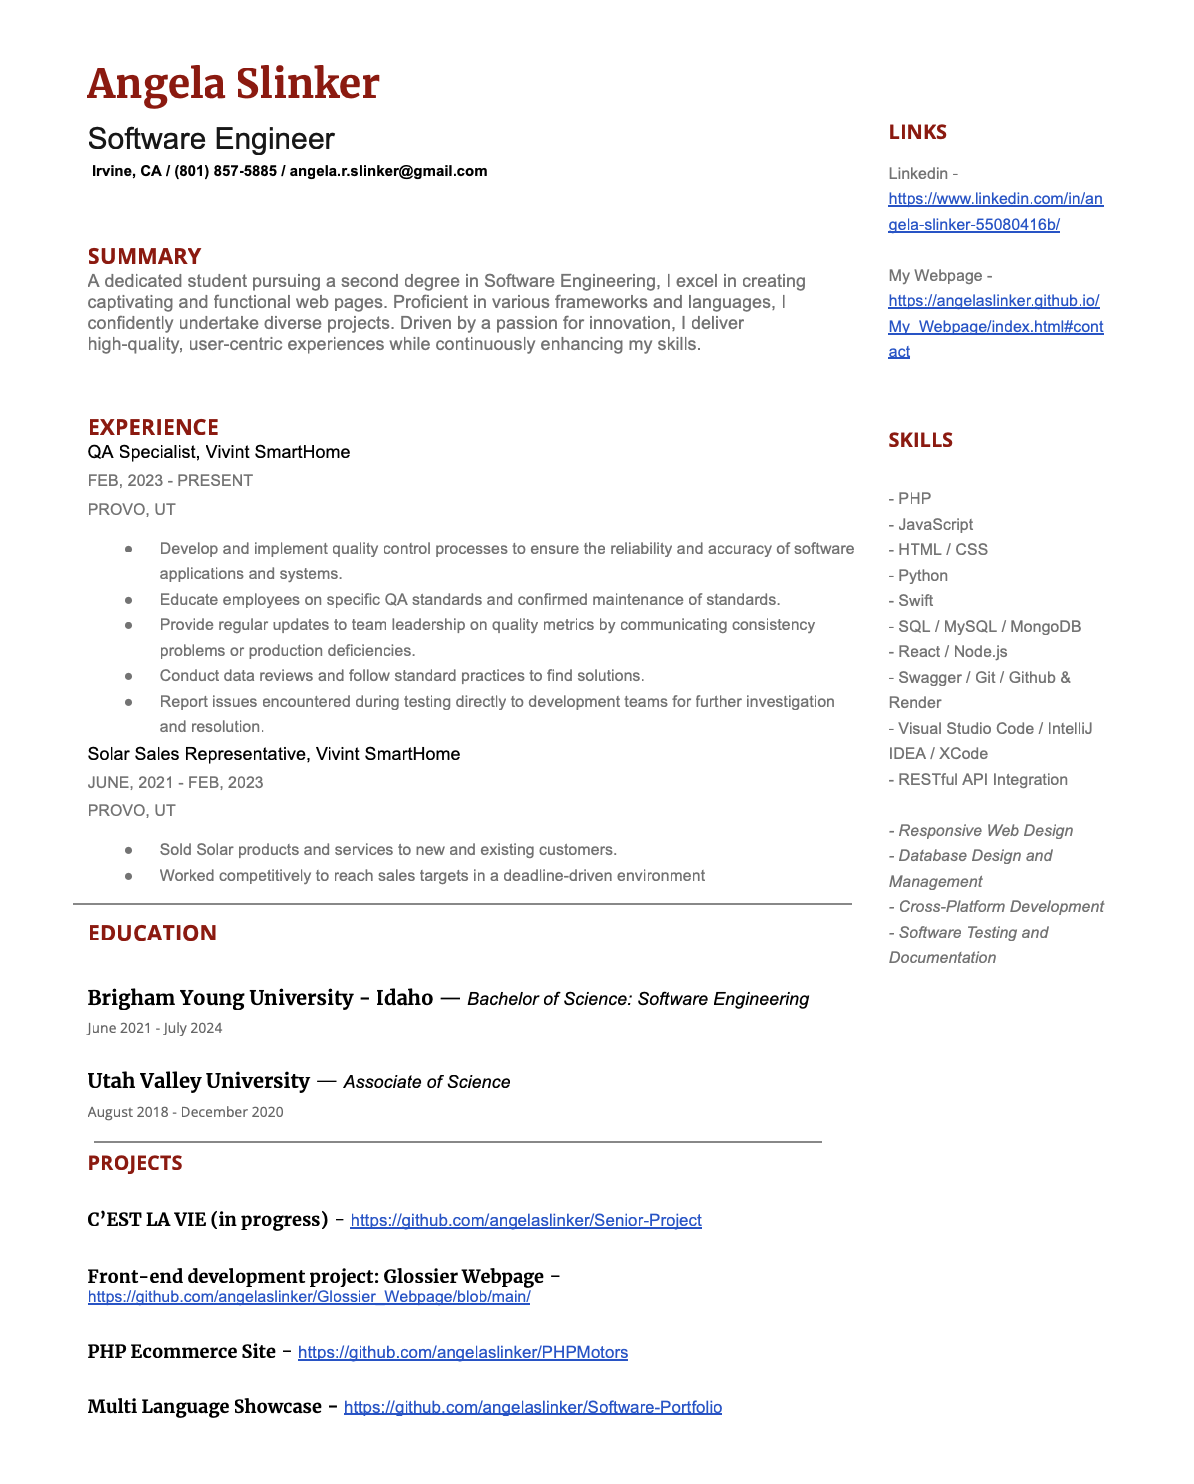 Angela Slinker
Software Engineer
Irvine, CA / (801) 857-5885 / angela.r.slinker@gmail.com
SUMMARY
A dedicated student pursuing a second degree in Software Engineering, I excel in creating
captivating and functional web pages. Proficient in various frameworks and languages, I
confidently undertake diverse projects. Driven by a passion for innovation, I deliver
high-quality, user-centric experiences while continuously enhancing my skills.
EXPERIENCE
QA Specialist, Vivint SmartHome
FEB, 2023 - PRESENT
PROVO, UT
● Develop and implement quality control processes to ensure the reliability and accuracy of software
applications and systems.
● Educate employees on specific QA standards and confirmed maintenance of standards.
● Provide regular updates to team leadership on quality metrics by communicating consistency
problems or production deficiencies.
● Conduct data reviews and follow standard practices to find solutions.
● Report issues encountered during testing directly to development teams for further investigation
and resolution.
Solar Sales Representative, Vivint SmartHome
JUNE, 2021 - FEB, 2023
PROVO, UT
● Sold Solar products and services to new and existing customers.
● Worked competitively to reach sales targets in a deadline-driven environment
EDUCATION
Brigham Young University - Idaho — Bachelor of Science: Software Engineering
June 2021 - July 2024
Utah Valley University — Associate of Science
August 2018 - December 2020
PROJECTS
C’EST LA VIE (in progress) - https://github.com/angelaslinker/Senior-Project
Front-end development project: Glossier Webpage -
https://github.com/angelaslinker/Glossier_Webpage/blob/main/
PHP Ecommerce Site - https://github.com/angelaslinker/PHPMotors
Multi Language Showcase - https://github.com/angelaslinker/Software-Portfolio
LINKS
Linkedin -
https://www.linkedin.com/in/an
gela-slinker-55080416b/
My Webpage -
https://angelaslinker.github.io/
My_Webpage/index.html#cont
act
SKILLS
- PHP
- JavaScript
- HTML / CSS
- Python
- Swift
- SQL / MySQL / MongoDB
- React / Node.js
- Swagger / Git / Github &
Render
- Visual Studio Code / IntelliJ
IDEA / XCode
- RESTful API Integration
- Responsive Web Design
- Database Design and
Management
- Cross-Platform Development
- Software Testing and
Documentation